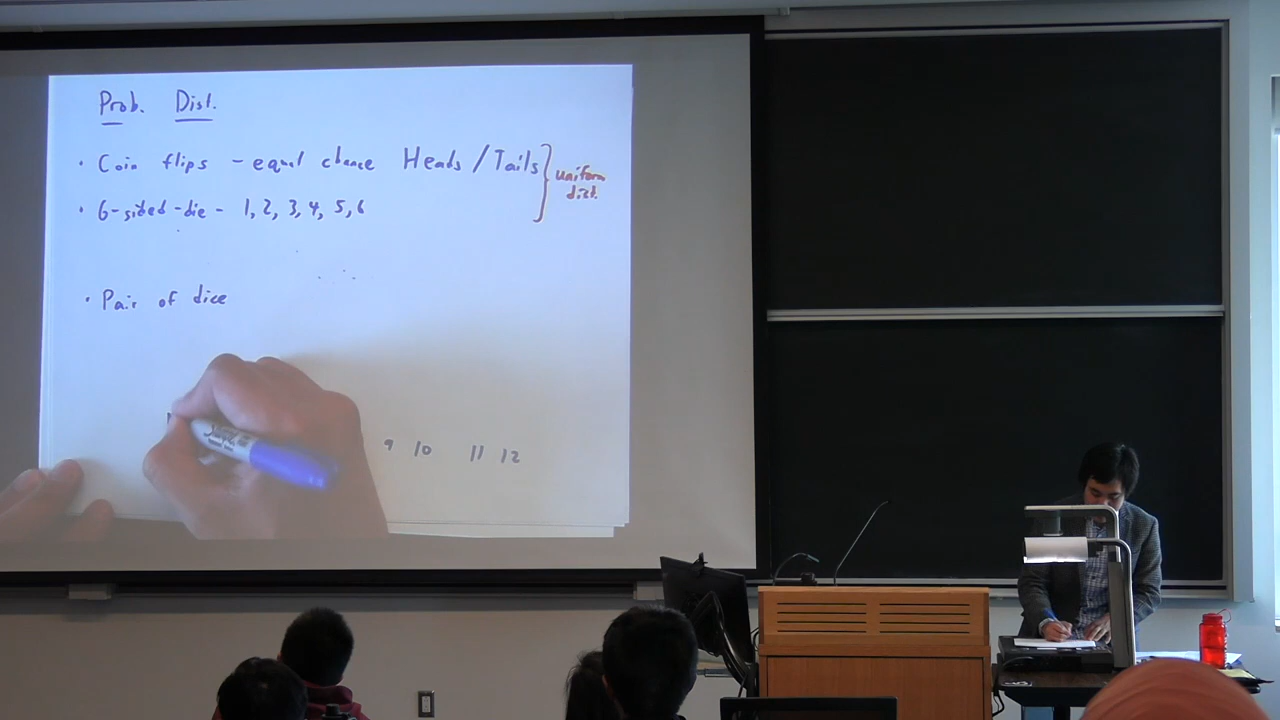 Prob. Dist.
• Coin flips - equal chance Heads / Tails } uniform dist.
• 6-sided-die - 1, 2, 3, 4, 5, 6
• Pair of dice
9 10 11 12